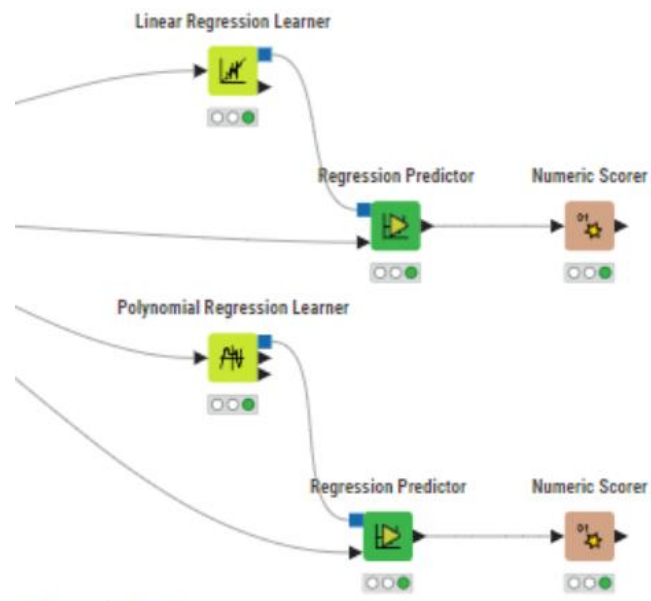 Linear Regression Learner
Regression Predictor
Numeric Scorer
Polynomial Regression Learner
Regression Predictor
Numeric Scorer